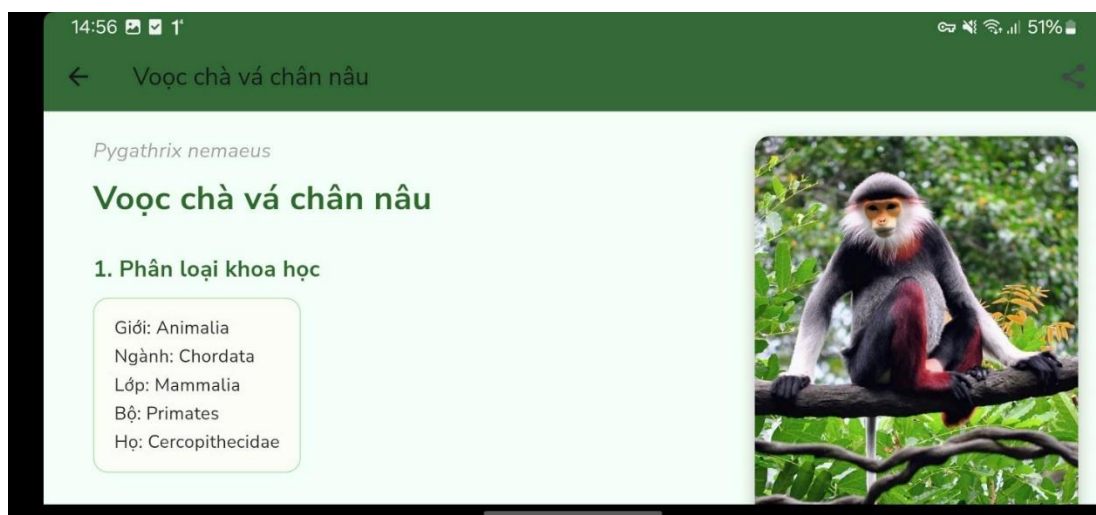 14:56 1
51%
Voọc chà vá chân nâu
Pygathrix nemaeus
Voọc chà vá chân nâu
1. Phân loại khoa học
Giới: Animalia
Ngành: Chordata
Lớp: Mammalia
Bộ: Primates
Họ: Cercopithecidae